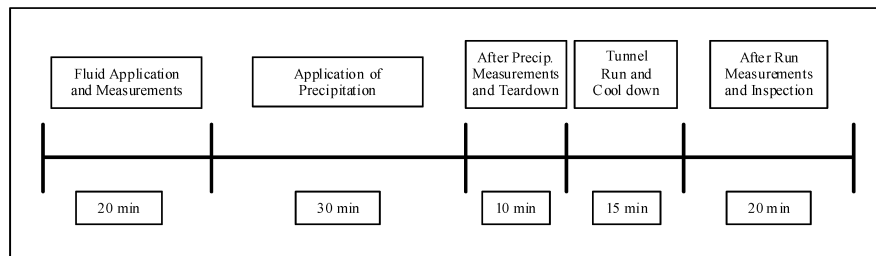 Fluid Application
and Measurements
Application of
Precipitation
After Precip.
Measurements
and Teardown
Tunnel
Run and
Cool down
After Run
Measurements
and Inspection
20 min
30 min
10 min
15 min
20 min